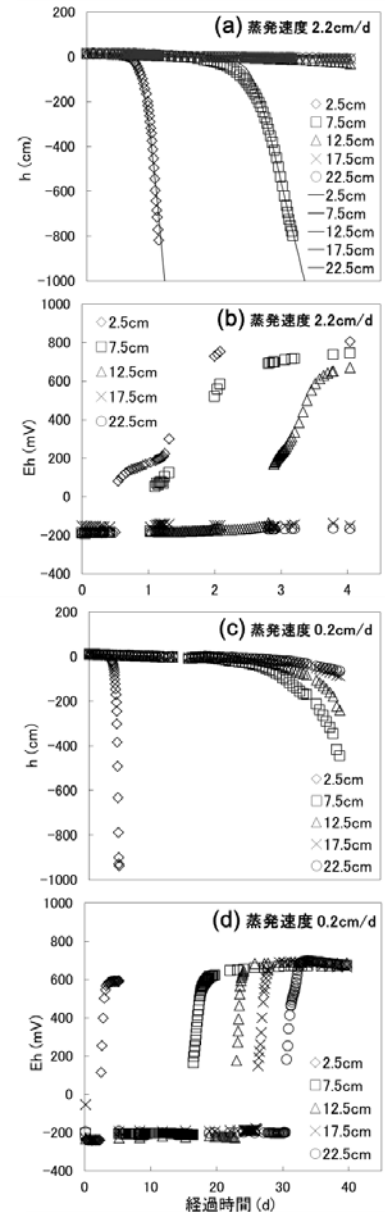 (a) 蒸発速度 2.2cm/d
200
0
-200
-400
-600
-800
-1000
h (cm)
2.5cm
7.5cm
12.5cm
17.5cm
22.5cm
2.5cm
7.5cm
12.5cm
17.5cm
22.5cm
(b) 蒸発速度 2.2cm/d
1000
800
600
400
200
0
-200
-400
Eh (mV)
2.5cm
7.5cm
12.5cm
17.5cm
22.5cm
0 1 2 3 4
(c) 蒸発速度 0.2cm/d
200
0
-200
-400
-600
-800
-1000
h (cm)
2.5cm
7.5cm
12.5cm
17.5cm
22.5cm
(d) 蒸発速度 0.2cm/d
1000
800
600
400
200
0
-200
-400
Eh (mV)
2.5cm
7.5cm
12.5cm
17.5cm
22.5cm
0 10 20 30 40
経過時間 (d)